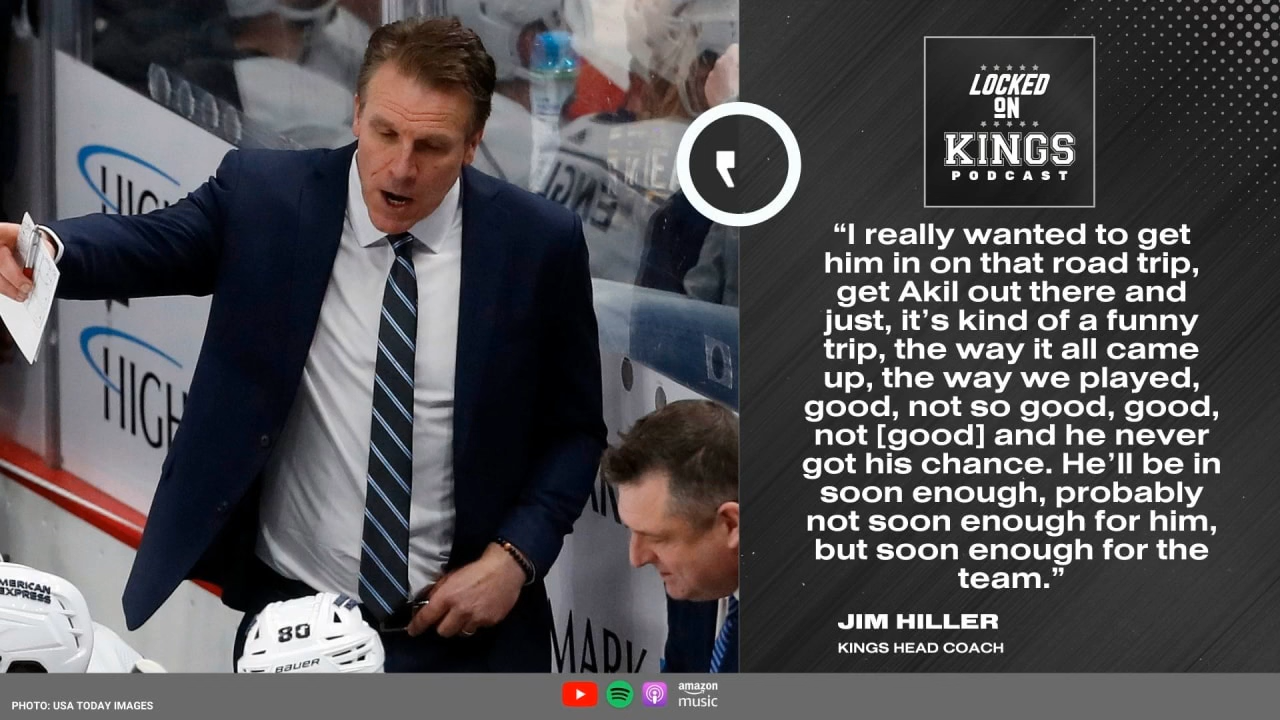 LOCKED
ON
KINGS
PODCAST
“I really wanted to get
him in on that road trip,
get Akil out there and
just, it’s kind of a funny
trip, the way it all came
up, the way we played,
good, not so good, good,
not [good] and he never
got his chance. He’ll be in
soon enough, probably
not soon enough for him,
but soon enough for the
team.”
JIM HILLER
KINGS HEAD COACH
HIGH
HIGH
MARK
AMERICAN
EXPRESS
80
BAUER
PHOTO: USA TODAY IMAGES
amazon
music